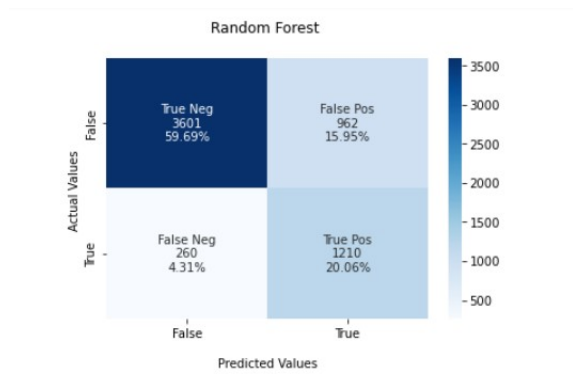 Random Forest
True Neg
3601
59.69%
False Pos
962
15.95%
False Neg
260
4.31%
True Pos
1210
20.06%
False
True
Actual Values
False
True
Predicted Values
3500
3000
2500
2000
1500
1000
500